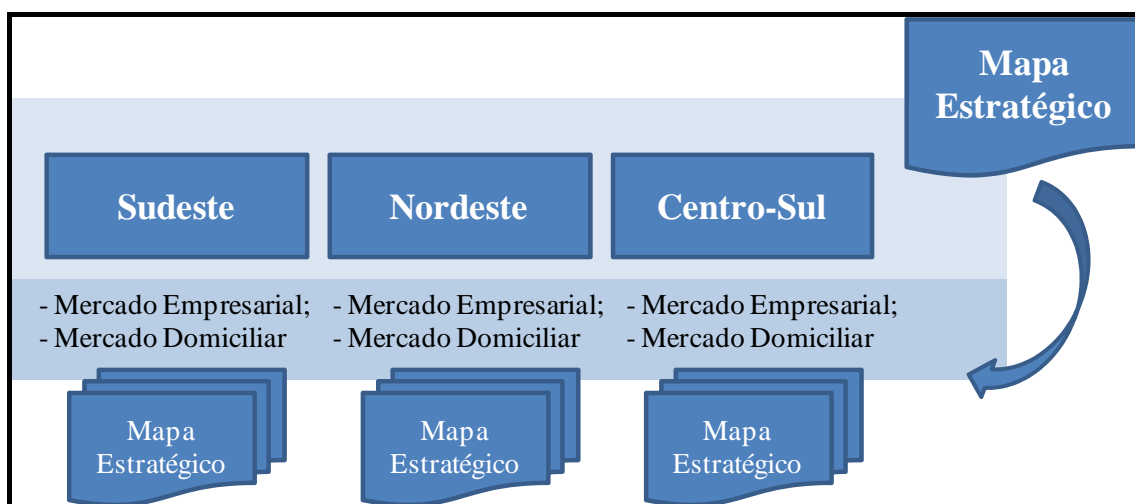 Mapa
Estratégico
Sudeste
Nordeste
Centro-Sul
- Mercado Empresarial;
- Mercado Domiciliar
- Mercado Empresarial;
- Mercado Domiciliar
- Mercado Empresarial;
- Mercado Domiciliar
Mapa
Estratégico
Mapa
Estratégico
Mapa
Estratégico